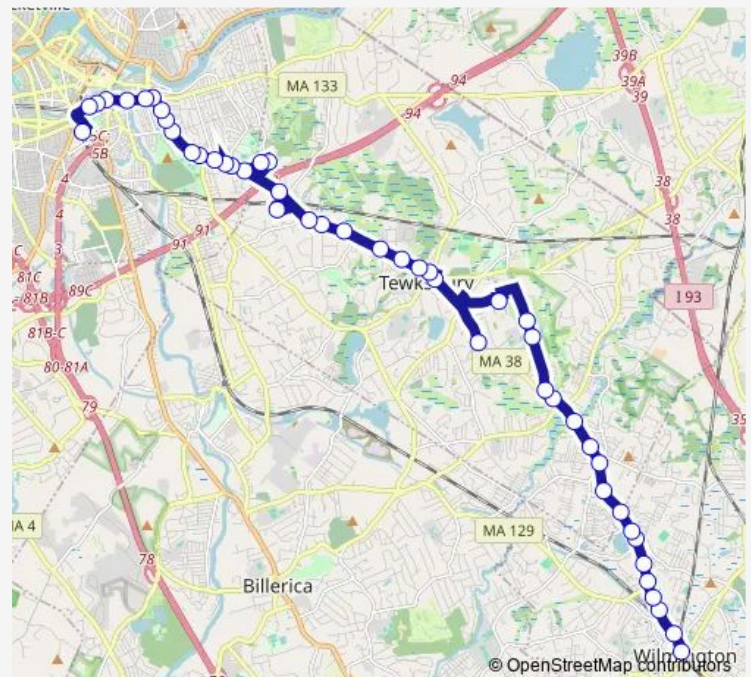 39B
39A
39
MA 133
94
94
5C;
5B
4
4
3
38
38
91
91
81C
81B
89C
81B-C
80-81A
79
C
I 93
35
Tewksbury
MA 38
A 4
MA 129
78
Billerica
Wilmington
© OpenStreetMap contributors